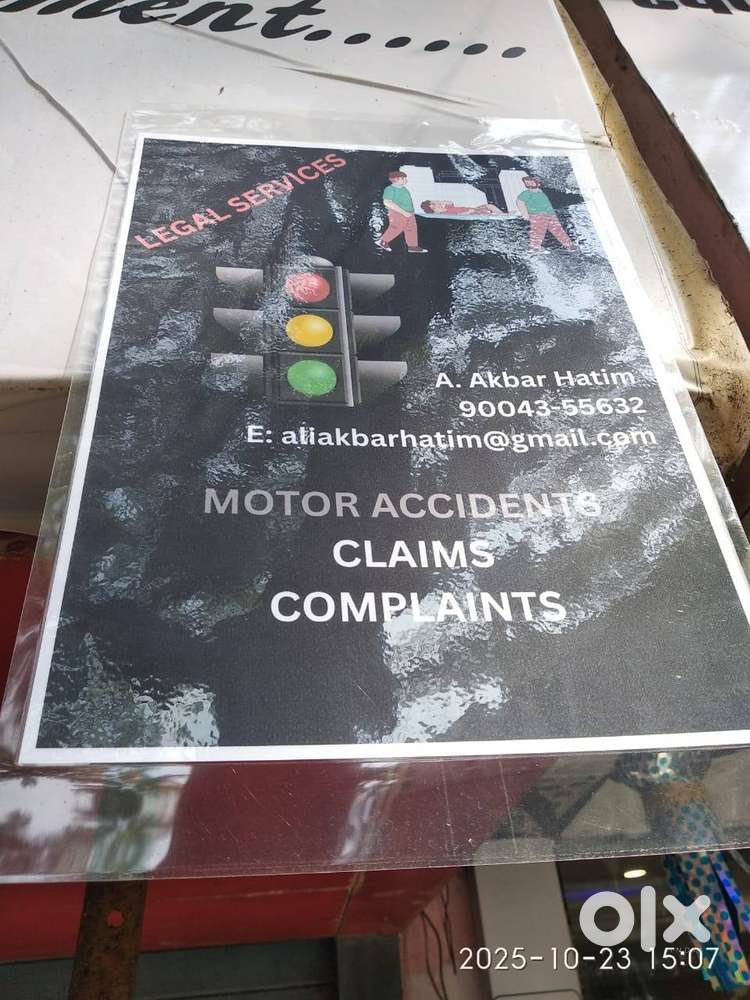 ment......
LEGAL SERVICES
A. Akbar Hatim
90043-55632
E: aliakbarhatim@gmail.com
MOTOR ACCIDENTS
CLAIMS
COMPLAINTS
olx
2025-10-23 15:07